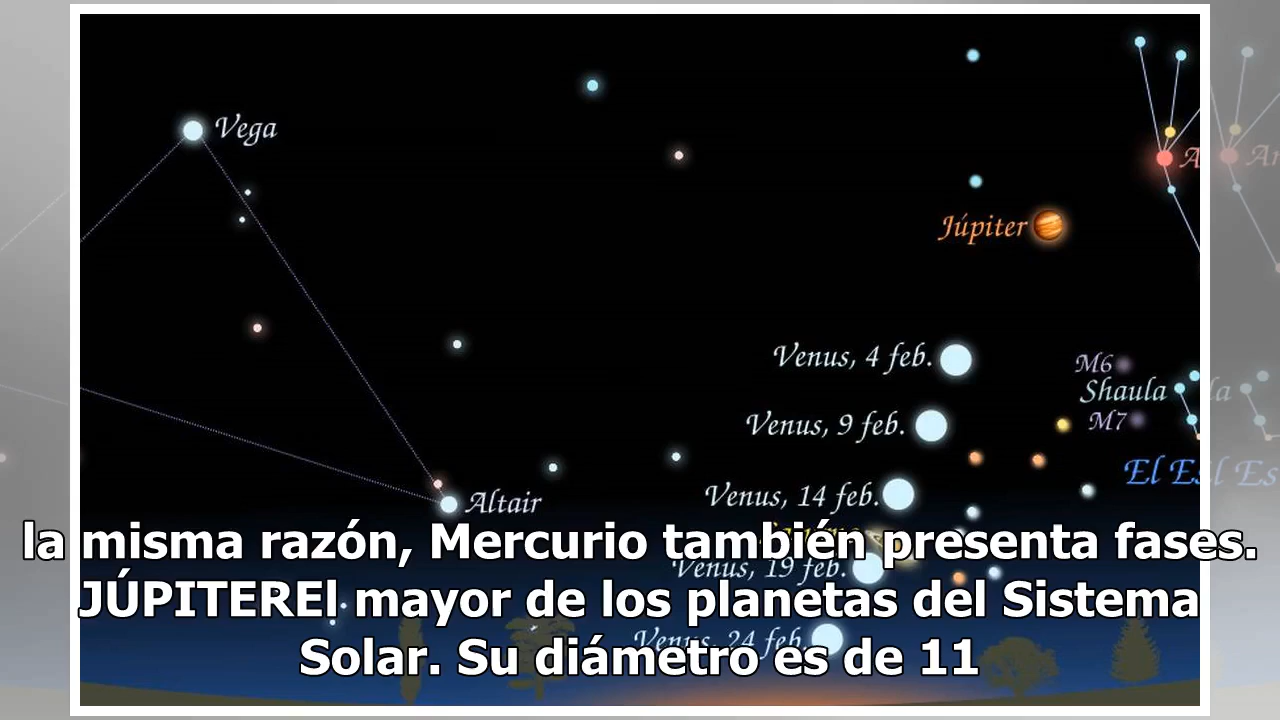 Vega
Júpiter
Venus, 4 feb.
M6
Shaula
Venus, 9 feb.
M7
Venus, 14 feb.
Altair
Venus, 19 feb.
Venus, 24 feb.
la misma razón, Mercurio también presenta fases.
JÚPITEREl mayor de los planetas del Sistema
Solar. Su diámetro es de 11